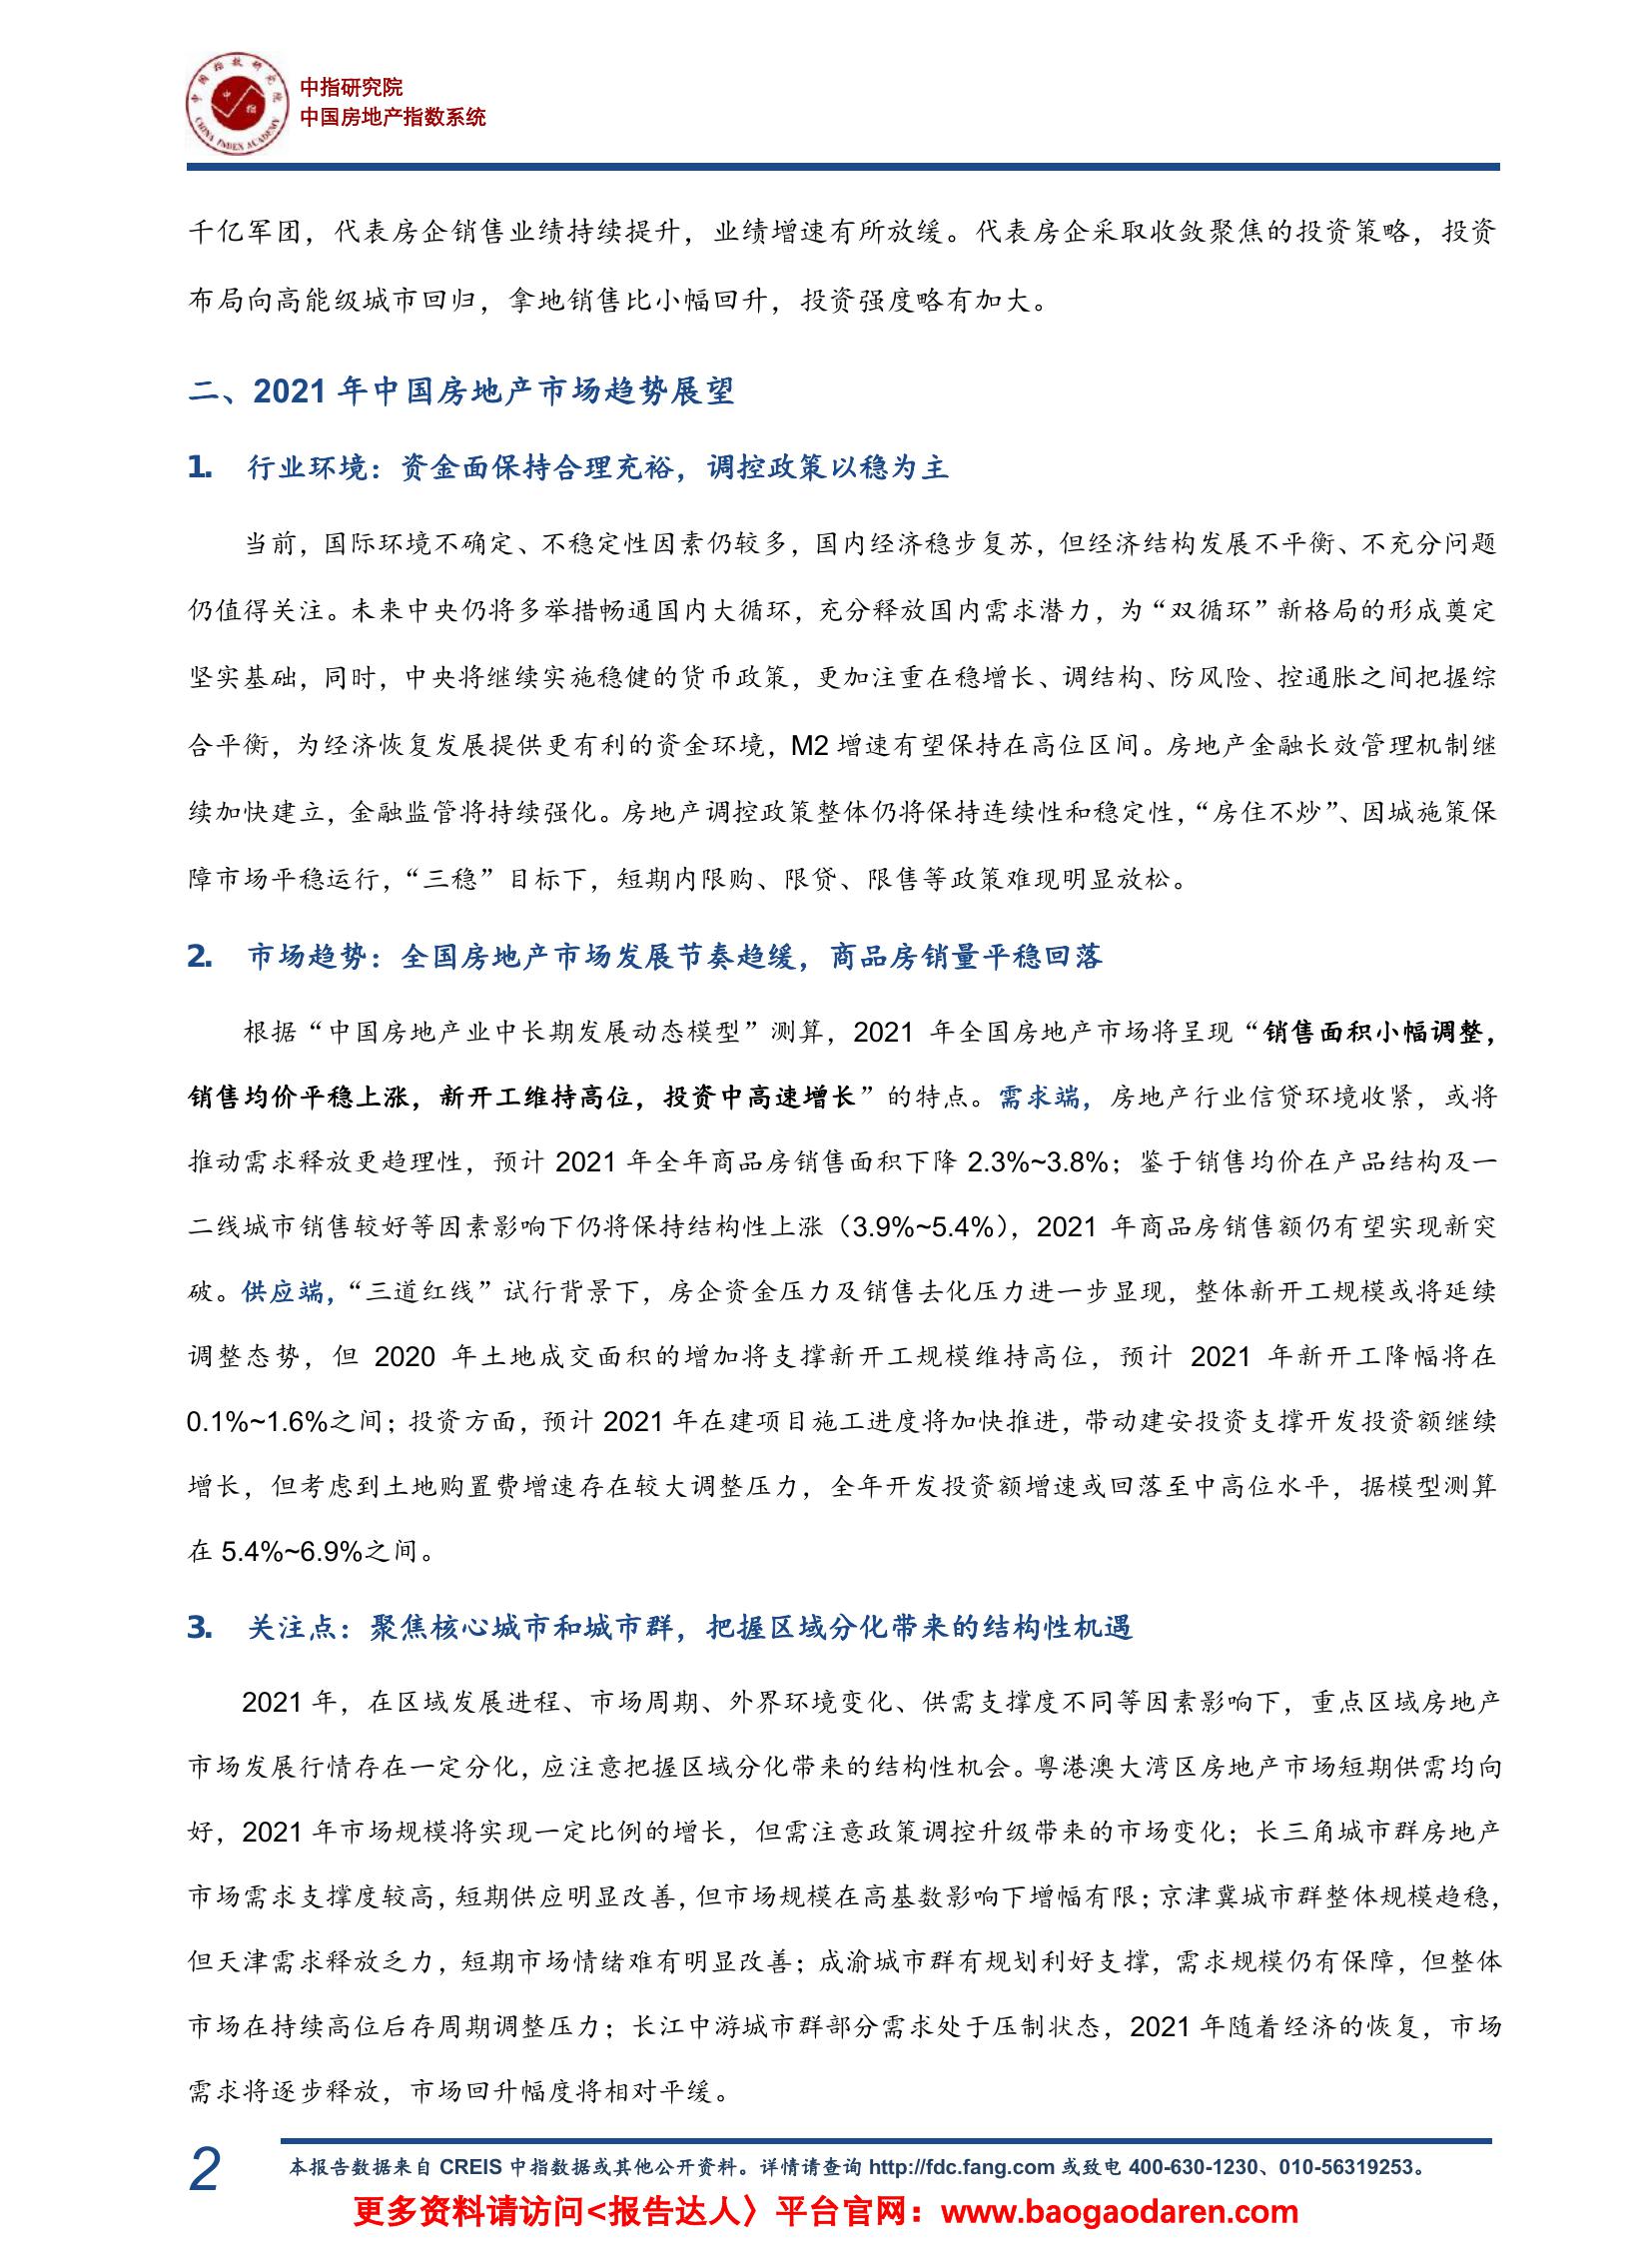 中国指数研究院
中指
CHINA INDEX ACADEMY
中指研究院
中国房地产指数系统
千亿军团，代表房企销售业绩持续提升，业绩增速有所放缓。代表房企采取收敛聚焦的投资策略，投资
布局向高能级城市回归，拿地销售比小幅回升，投资强度略有加大。
二、2021 年中国房地产市场趋势展望
1. 行业环境：资金面保持合理充裕，调控政策以稳为主
当前，国际环境不确定、不稳定性因素仍较多，国内经济稳步复苏，但经济结构发展不平衡、不充分问题
仍值得关注。未来中央仍将多举措畅通国内大循环，充分释放国内需求潜力，为“双循环”新格局的形成奠定
坚实基础，同时，中央将继续实施稳健的货币政策，更加注重在稳增长、调结构、防风险、控通胀之间把握综
合平衡，为经济恢复发展提供更有利的资金环境，M2 增速有望保持在高位区间。房地产金融长效管理机制继
续加快建立，金融监管将持续强化。房地产调控政策整体仍将保持连续性和稳定性，“房住不炒”、因城施策保
障市场平稳运行，“三稳”目标下，短期内限购、限贷、限售等政策难现明显放松。
2. 市场趋势：全国房地产市场发展节奏趋缓，商品房销量平稳回落
根据“中国房地产业中长期发展动态模型”测算，2021 年全国房地产市场将呈现“销售面积小幅调整，
销售均价平稳上涨，新开工维持高位，投资中高速增长”的特点。需求端，房地产行业信贷环境收紧，或将
推动需求释放更趋理性，预计 2021 年全年商品房销售面积下降 2.3%~3.8%；鉴于销售均价在产品结构及一
二线城市销售较好等因素影响下仍将保持结构性上涨（3.9%~5.4%），2021 年商品房销售额仍有望实现新突
破。供应端，“三道红线”试行背景下，房企资金压力及销售去化压力进一步显现，整体新开工规模或将延续
调整态势，但 2020 年土地成交面积的增加将支撑新开工规模维持高位，预计 2021 年新开工降幅将在
0.1%~1.6%之间；投资方面，预计 2021 年在建项目施工进度将加快推进，带动建安投资支撑开发投资额继续
增长，但考虑到土地购置费增速存在较大调整压力，全年开发投资额增速或回落至中高位水平，据模型测算
在 5.4%~6.9%之间。
3. 关注点：聚焦核心城市和城市群，把握区域分化带来的结构性机遇
2021 年，在区域发展进程、市场周期、外界环境变化、供需支撑度不同等因素影响下，重点区域房地产
市场发展行情存在一定分化，应注意把握区域分化带来的结构性机会。粤港澳大湾区房地产市场短期供需均向
好，2021 年市场规模将实现一定比例的增长，但需注意政策调控升级带来的市场变化；长三角城市群房地产
市场需求支撑度较高，短期供应明显改善，但市场规模在高基数影响下增幅有限；京津冀城市群整体规模趋稳，
但天津需求释放乏力，短期市场情绪难有明显改善；成渝城市群有规划利好支撑，需求规模仍有保障，但整体
市场在持续高位后存周期调整压力；长江中游城市群部分需求处于压制状态，2021 年随着经济的恢复，市场
需求将逐步释放，市场回升幅度将相对平缓。
2 本报告数据来自 CREIS 中指数据或其他公开资料。详情请查询 http://fdc.fang.com 或致电 400-630-1230、010-56319253。
更多资料请访问<报告达人〉平台官网：www.baogaodaren.com